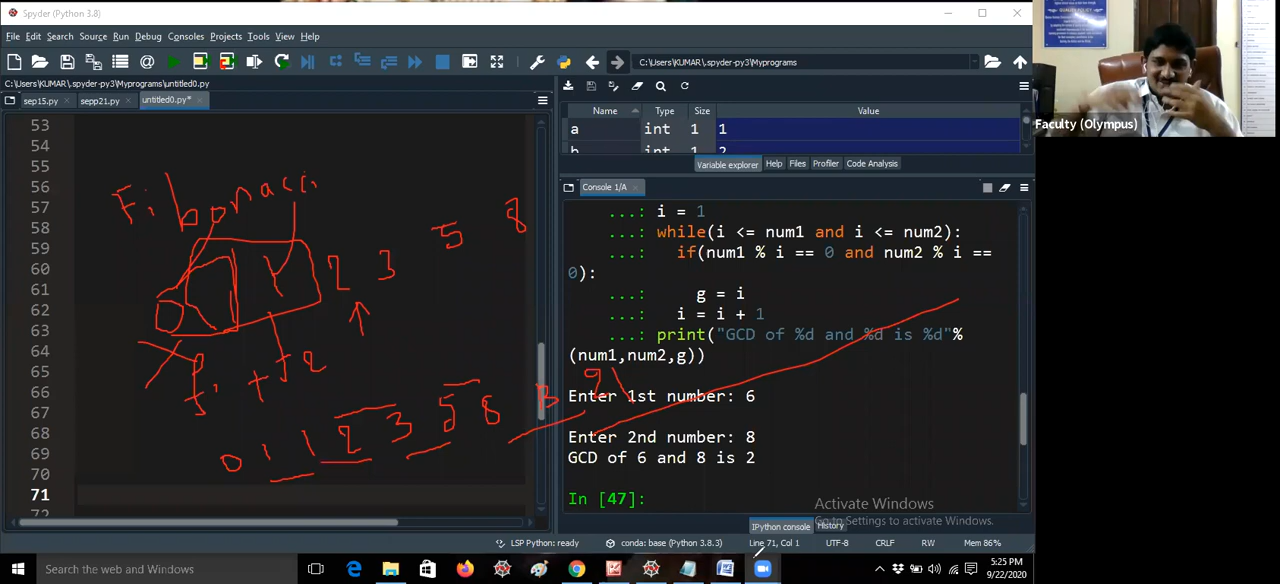 Spyder (Python 3.8)
File Edit Search Source Run Debug Consoles Projects Tools View Help
C:\Users\KUMAR\.spyder-py3\Myprograms
C:\Users\KUMAR\.spyder-py3\Myprograms\untitled0.py
sep15.py sepp21.py untitled0.py*
Name Type Size Value
a int 1 1
b int 1 2
Variable explorer Help Files Profiler Code Analysis
Faculty (Olympus)
Console 1/A
53
54
55
56
57
58
59
60
61
62
63
64
65
66
67
68
69
70
71
72
Fibonacci
0 1 1 2 3 5 8
f1 + f2
0 1 1 2 3 5 8 13 21
...: i = 1
...: while(i <= num1 and i <= num2):
...: if(num1 % i == 0 and num2 % i ==
0):
...: g = i
...: i = i + 1
...: print("GCD of %d and %d is %d"%
(num1,num2,g))
Enter 1st number: 6
Enter 2nd number: 8
GCD of 6 and 8 is 2
In [47]:
Activate Windows
Go to Settings to activate Windows.
IPython console History
LSP Python: ready conda: base (Python 3.8.3) Line 71, Col 1 UTF-8 CRLF RW Mem 86%
Type here to search
5:25 PM
9/22/2020